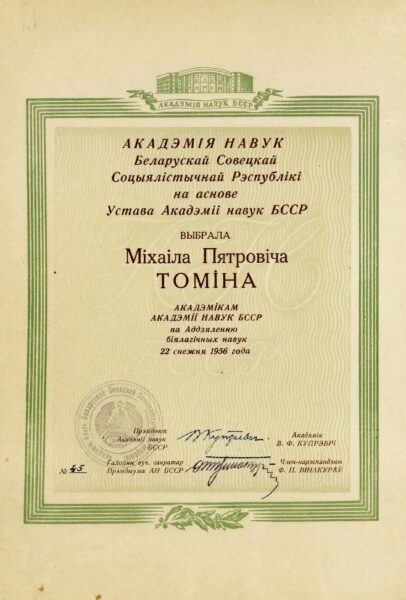 АКАДЭМІЯ НАВУК БССР
АКАДЭМІЯ НАВУК
Беларускай Совецкай
Соцыялістычнай Рэспублікі
на аснове
Устава Акадэміі навук БССР
ВЫБРАЛА
Міхаіла Пятровіча
ТОМІНА
АКАДЭМІКАМ
АКАДЭМІІ НАВУК БССР
па Аддзяленню
біялагічных навук
22 снежня 1956 года
Прэзідэнт
Акадэміі навук
БССР
Акадэмік
В. Ф. КУПРЭВІЧ
№ 45
Галоўны вуч. сакратар
Прэзідыума АН БССР
Член-карэспандэнт
Ф. П. ВІНАКУРАЎ